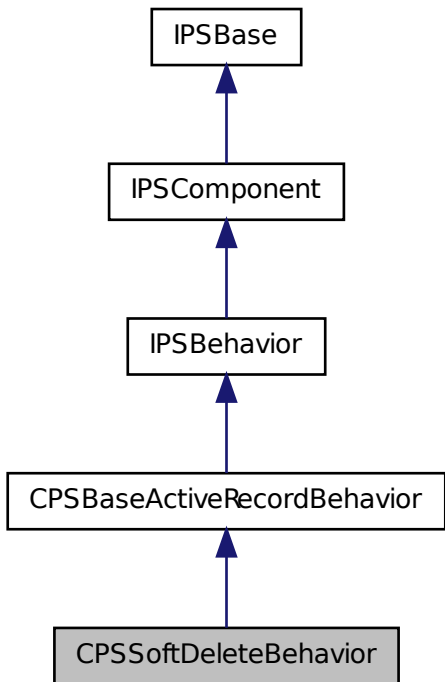 IPSBase
IPSComponent
IPSBehavior
CPSBaseActiveRecordBehavior
CPSSoftDeleteBehavior